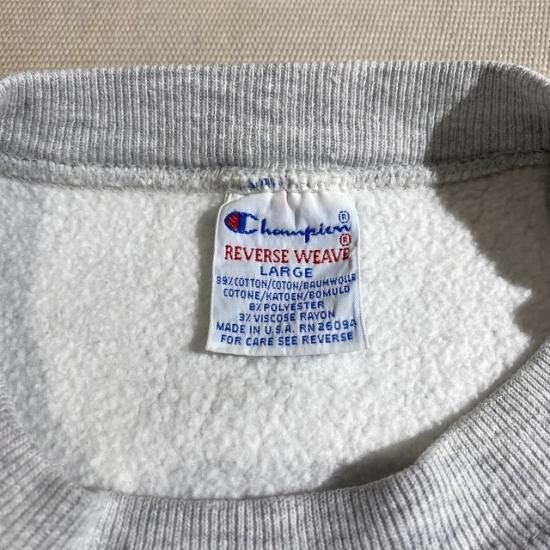 Champion®
REVERSE WEAVE®
LARGE
89% COTTON/COTON/BAUMWOLLE
COTONE/KATOEN/BOMULD
8% POLYESTER
3% VISCOSE RAYON
MADE IN U.S.A. RN 26094
FOR CARE SEE REVERSE